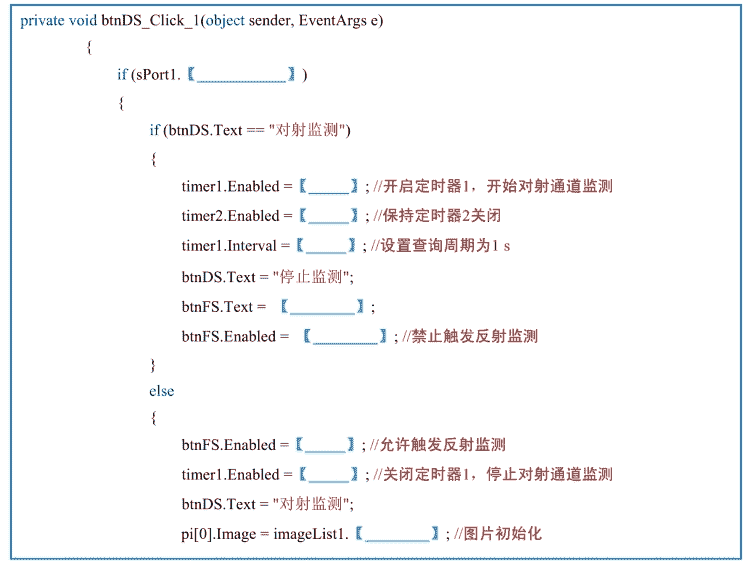 private void btnDS_Click_1(object sender, EventArgs e)
{
if (sPort1.【____________】)
{
if (btnDS.Text == "对射监测")
{
timer1.Enabled =【_____】; //开启定时器1，开始对射通道监测
timer2.Enabled =【_____】; //保持定时器2关闭
timer1.Interval =【_____】; //设置查询周期为1 s
btnDS.Text = "停止监测";
btnFS.Text = 【________】;
btnFS.Enabled = 【________】; //禁止触发反射监测
}
else
{
btnFS.Enabled =【_____】; //允许触发反射监测
timer1.Enabled =【_____】; //关闭定时器1，停止对射通道监测
btnDS.Text = "对射监测";
pi[0].Image = imageList1.【________】; //图片初始化